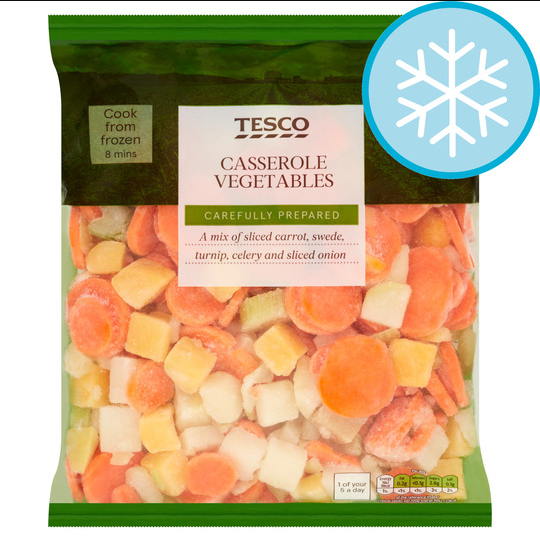 Cook
from
frozen
8 mins
TESCO
CASSEROLE
VEGETABLES
CAREFULLY PREPARED
A mix of sliced carrot, swede,
turnip, celery and sliced onion
1 of your
5 a day